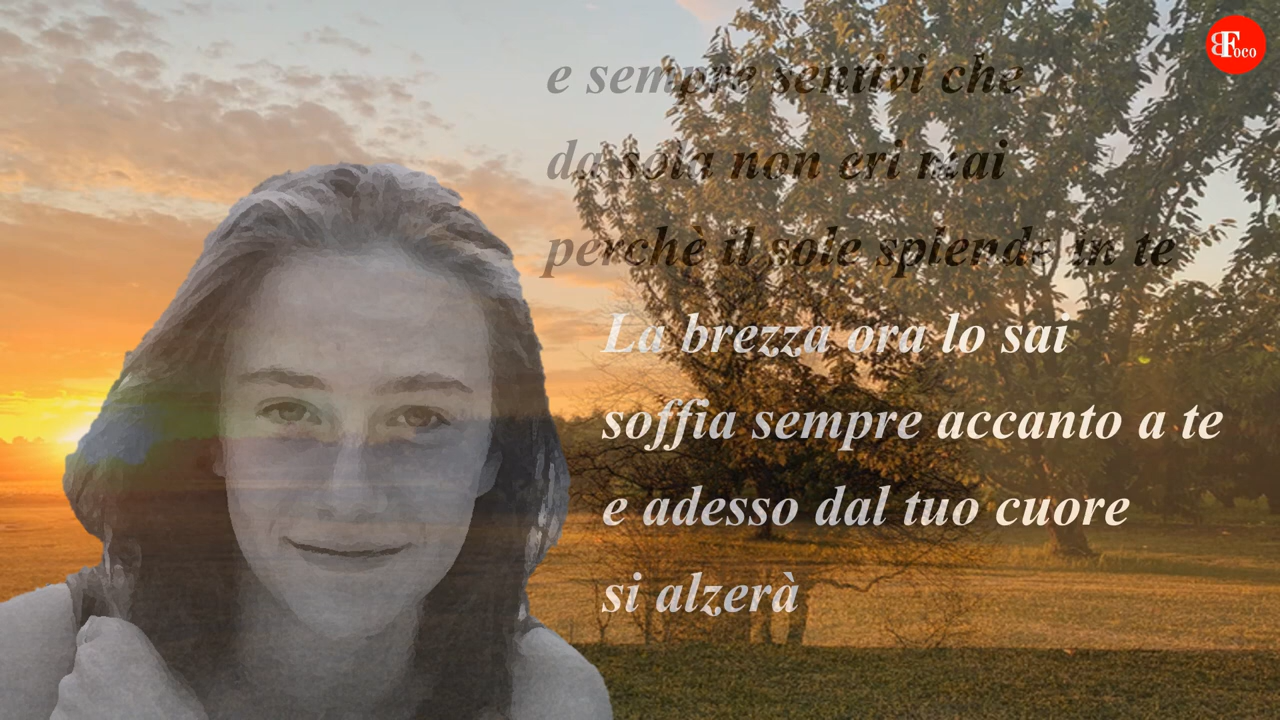 BFoco
e sempre sentivi che
da sola non eri mai
perchè il sole splende in te
La brezza ora lo sai
soffia sempre accanto a te
e adesso dal tuo cuore
si alzerà